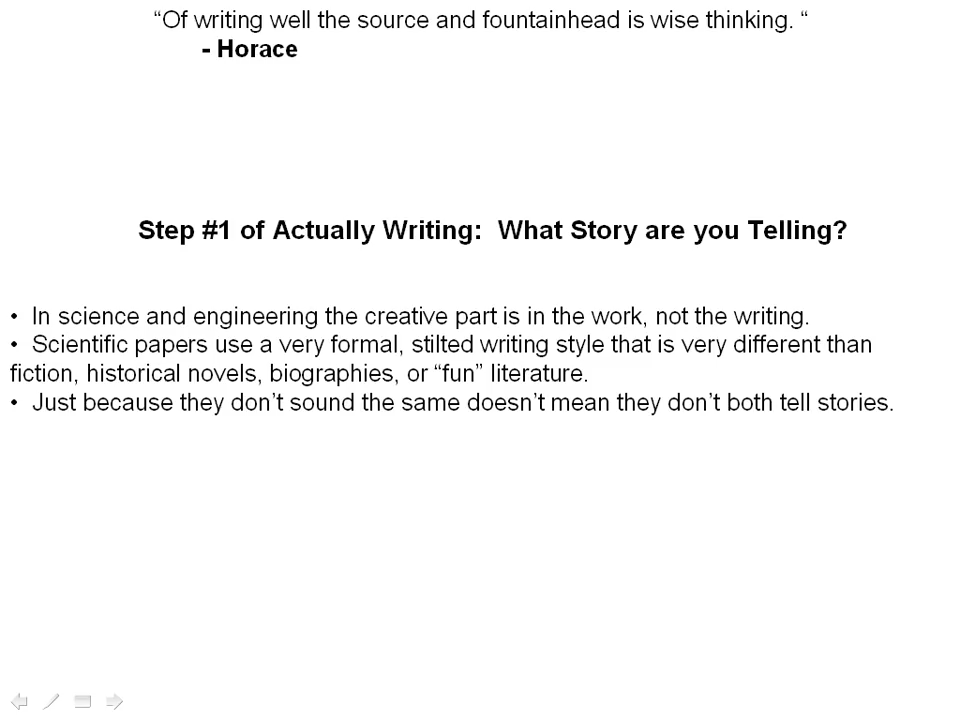 “Of writing well the source and fountainhead is wise thinking. “
- Horace
Step #1 of Actually Writing:  What Story are you Telling?
•  In science and engineering the creative part is in the work, not the writing.
•  Scientific papers use a very formal, stilted writing style that is very different than
fiction, historical novels, biographies, or “fun” literature.
•  Just because they don’t sound the same doesn’t mean they don’t both tell stories.